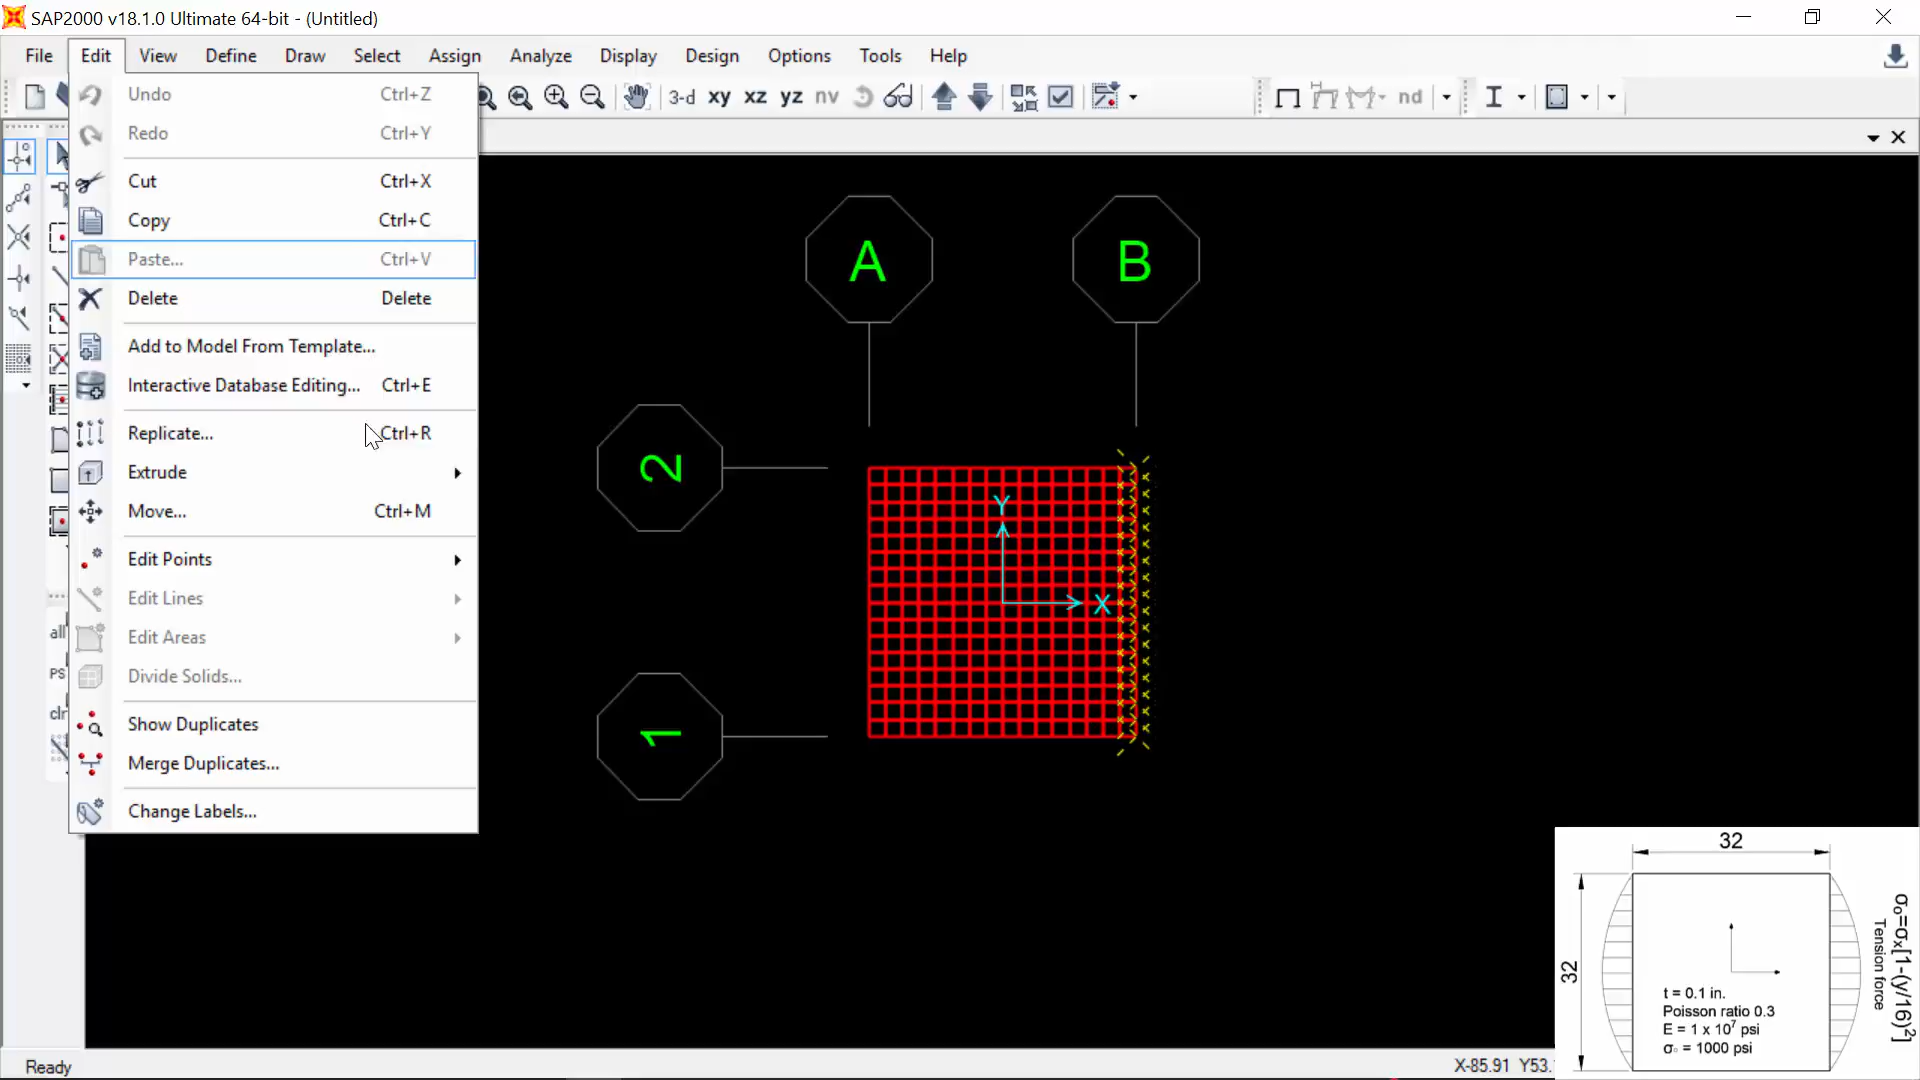 SAP2000 v18.1.0 Ultimate 64-bit - (Untitled)
File Edit View Define Draw Select Assign Analyze Display Design Options Tools Help
3-d xy xz yz nv nd
Undo Ctrl+Z
Redo Ctrl+Y
Cut Ctrl+X
Copy Ctrl+C
Paste... Ctrl+V
Delete Delete
Add to Model From Template...
Interactive Database Editing... Ctrl+E
Replicate... Ctrl+R
Extrude
Move... Ctrl+M
Edit Points
Edit Lines
Edit Areas
Divide Solids...
Show Duplicates
Merge Duplicates...
Change Labels...
all
PS
clr
A
B
2
1
Y
X
32
32
t = 0.1 in.
Poisson ratio 0.3
E = 1 x 10⁷ psi
σ₀ = 1000 psi
σ₀=σₓ[1-(y/16)²]
Tension force
Ready
X-85.91 Y53.